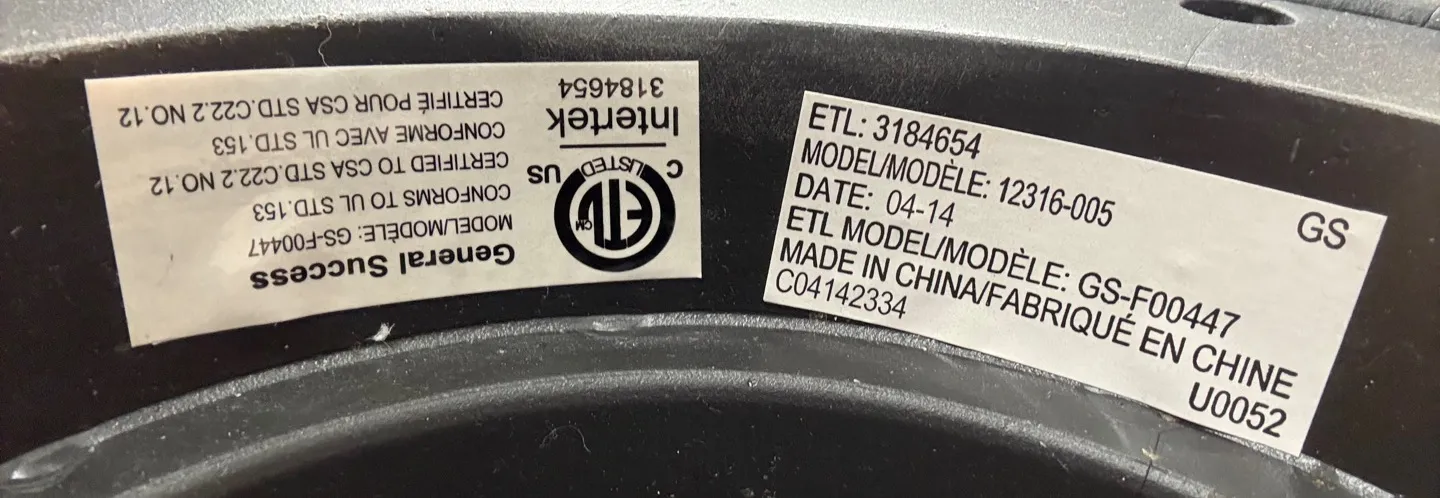 General Success
MODEL/MODÈLE: GS-F00447
CONFORMS TO UL STD.153
CERTIFIED TO CSA STD.C22.2 NO.12
CONFORME AVEC UL STD.153
CERTIFIÉ POUR CSA STD.C22.2 NO.12
ETL CM
C LISTED US
Intertek
3184654
ETL: 3184654
MODEL/MODÈLE: 12316-005
GS
DATE: 04-14
ETL MODEL/MODÈLE: GS-F00447
MADE IN CHINA/FABRIQUÉ EN CHINE
C04142334
U0052